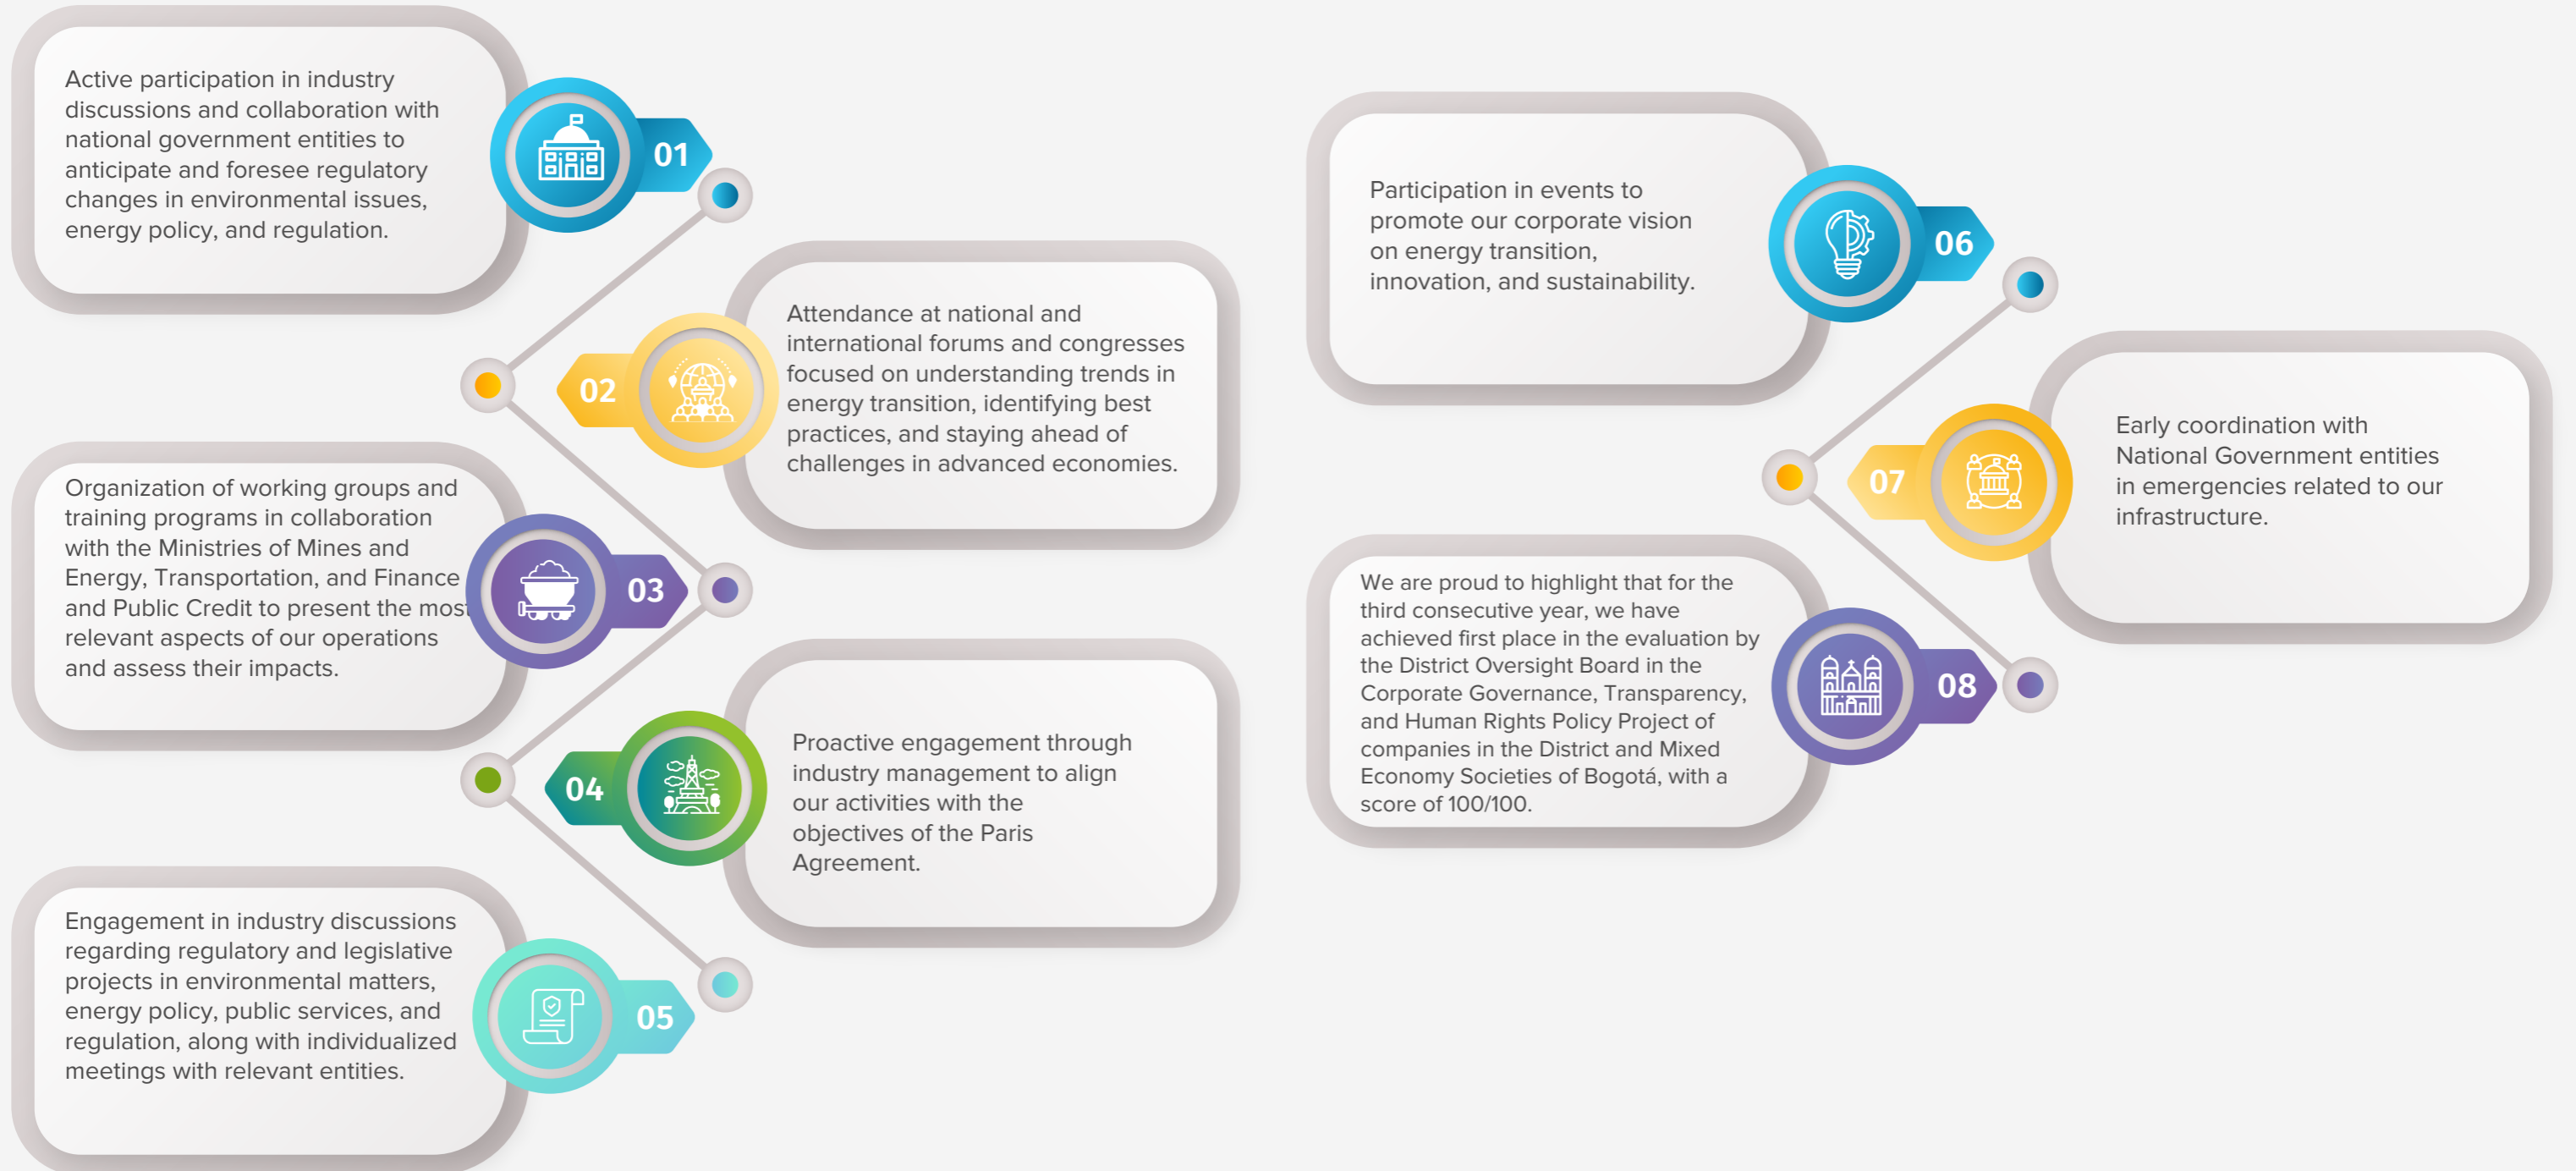 Active participation in industry
discussions and collaboration with
national government entities to
anticipate and foresee regulatory
changes in environmental issues,
energy policy, and regulation.
01
Attendance at national and
international forums and congresses
focused on understanding trends in
energy transition, identifying best
practices, and staying ahead of
challenges in advanced economies.
02
Organization of working groups and
training programs in collaboration
with the Ministries of Mines and
Energy, Transportation, and Finance
and Public Credit to present the most
relevant aspects of our operations
and assess their impacts.
03
Proactive engagement through
industry management to align
our activities with the
objectives of the Paris
Agreement.
04
Engagement in industry discussions
regarding regulatory and legislative
projects in environmental matters,
energy policy, public services, and
regulation, along with individualized
meetings with relevant entities.
05
Participation in events to
promote our corporate vision
on energy transition,
innovation, and sustainability.
06
Early coordination with
National Government entities
in emergencies related to our
infrastructure.
07
We are proud to highlight that for the
third consecutive year, we have
achieved first place in the evaluation by
the District Oversight Board in the
Corporate Governance, Transparency,
and Human Rights Policy Project of
companies in the District and Mixed
Economy Societies of Bogotá, with a
score of 100/100.
08